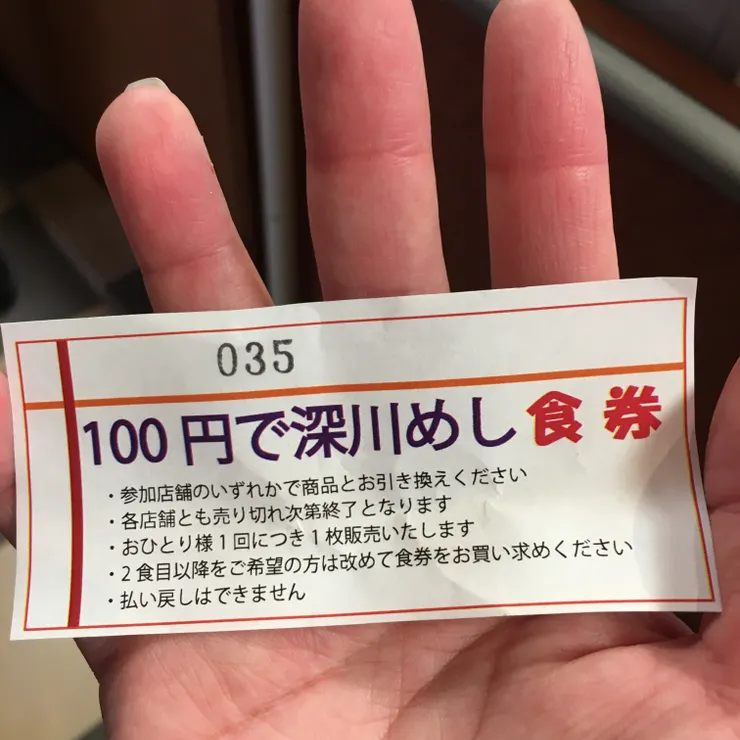 035
100円で深川めし食券
・参加店舗のいずれかで商品とお引き換えください
・各店舗とも売り切れ次第終了となります
・おひとり様1回につき1枚販売いたします
・2食目以降をご希望の方は改めて食券をお買い求めください
・払い戻しはできません